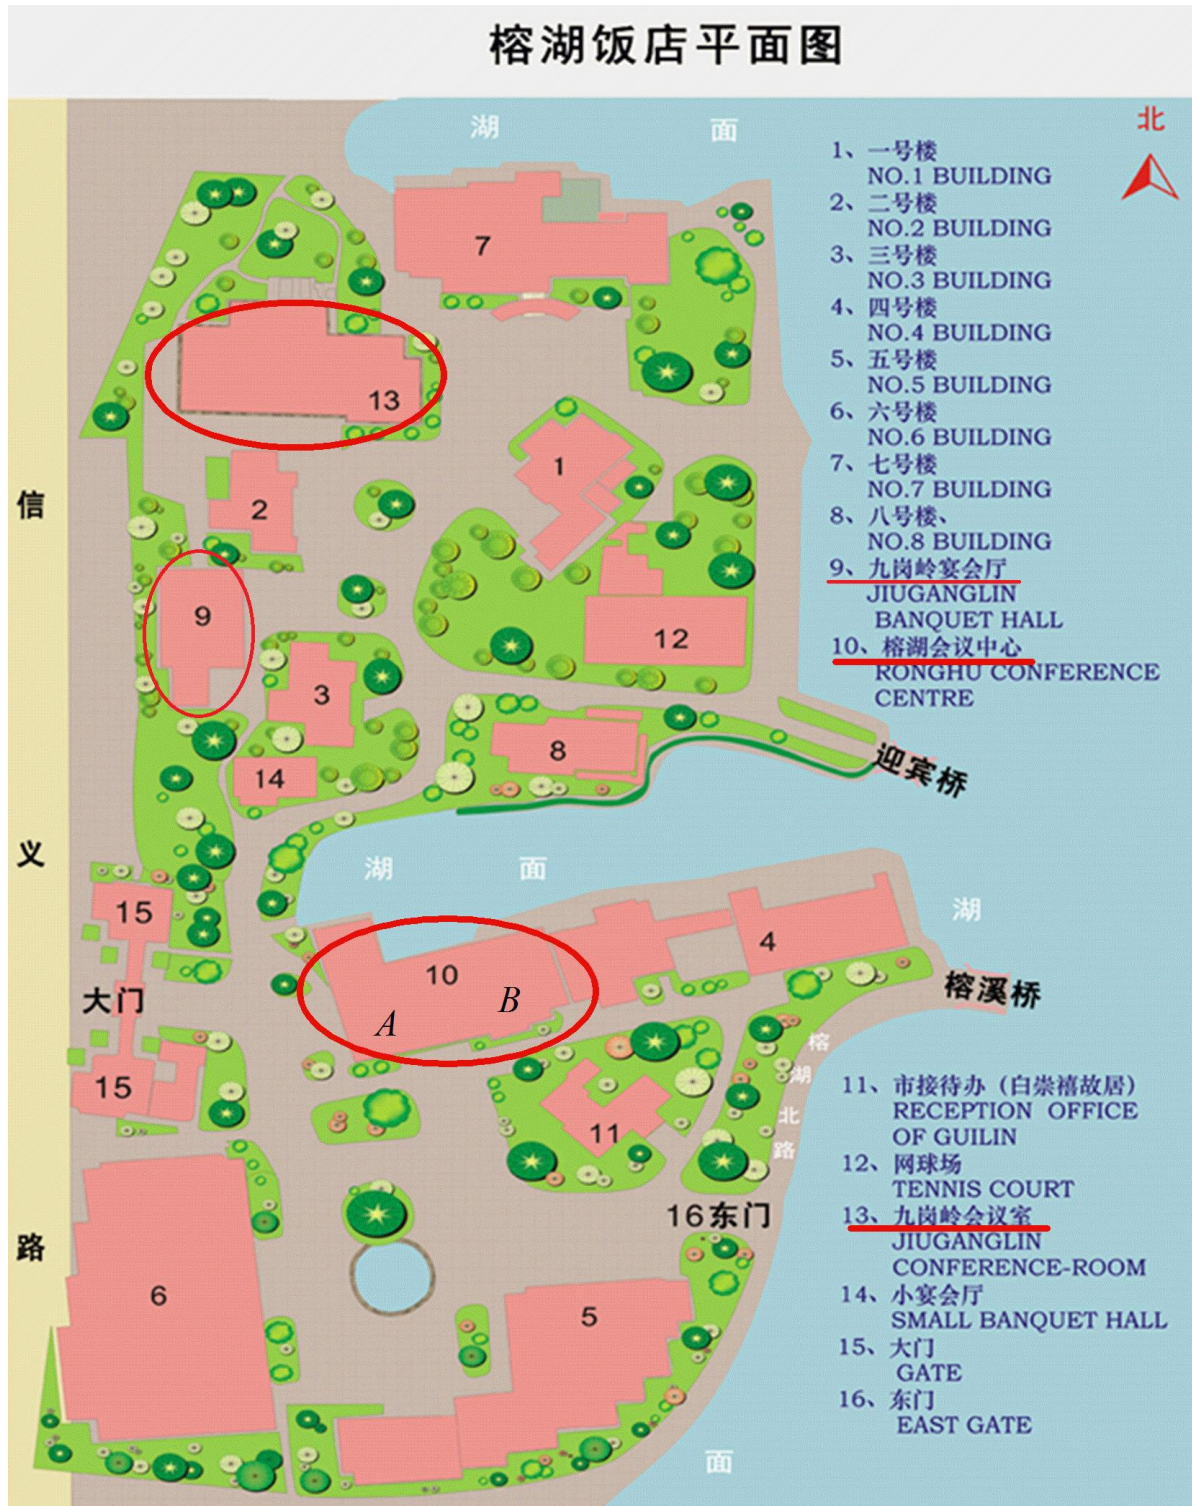 榕湖饭店平面图
湖 面
北
1、一号楼
NO.1 BUILDING
2、二号楼
NO.2 BUILDING
3、三号楼
NO.3 BUILDING
4、四号楼
NO.4 BUILDING
5、五号楼
NO.5 BUILDING
6、六号楼
NO.6 BUILDING
7、七号楼
NO.7 BUILDING
8、八号楼、
NO.8 BUILDING
9、九岗岭宴会厅
JIUGANGLIN
BANQUET HALL
10、榕湖会议中心
RONGHU CONFERENCE
CENTRE
7
13
1
2
9
12
3
8
14
迎宾桥
信
义
路
湖 面
15
10
A
B
4
湖
大门
榕溪桥
15
11
榕
湖
北
路
16东门
6
5
面
11、市接待办（白崇禧故居）
RECEPTION OFFICE
OF GUILIN
12、网球场
TENNIS COURT
13、九岗岭会议室
JIUGANGLIN
CONFERENCE-ROOM
14、小宴会厅
SMALL BANQUET HALL
15、大门
GATE
16、东门
EAST GATE